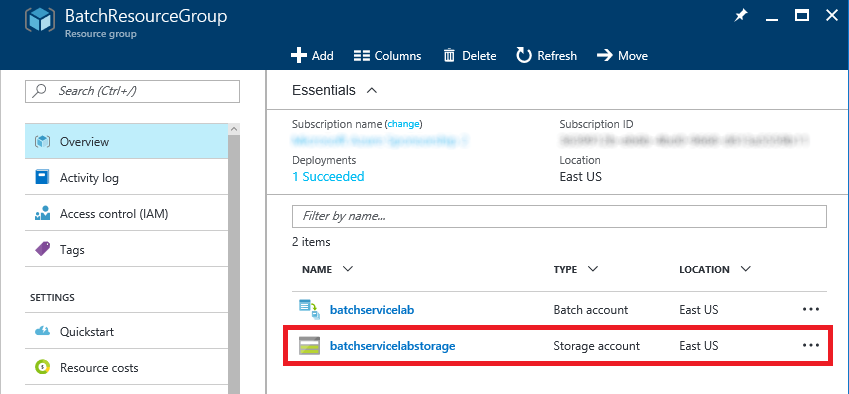 BatchResourceGroup
Resource group
Add Columns Delete Refresh Move
Search (Ctrl+/)
Overview
Activity log
Access control (IAM)
Tags
SETTINGS
Quickstart
Resource costs
Essentials
Subscription name (change) Subscription ID
Deployments Location
1 Succeeded East US
Filter by name...
2 items
NAME TYPE LOCATION
batchservicelab Batch account East US ...
batchservicelabstorage Storage account East US ...